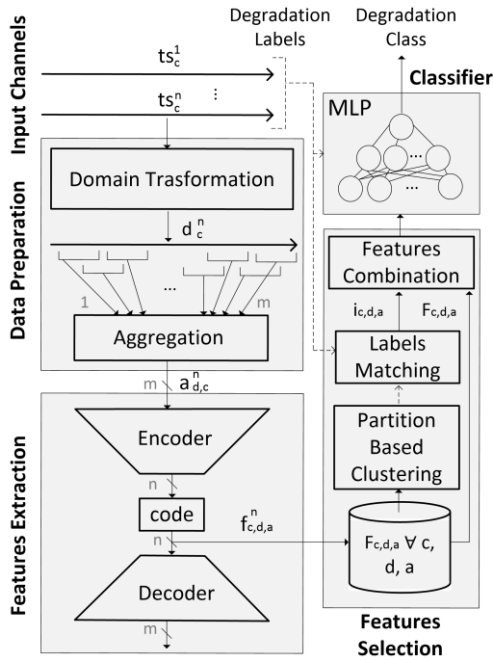 Input Channels
ts_c^1
ts_c^n
⋮
Degradation
Labels
Degradation
Class
Classifier
MLP
...
...
Data Preparation
Domain Trasformation
d_c^n
...
1
m
Aggregation
m
a_{d,c}^n
Features Extraction
Encoder
n
code
n
f_{c,d,a}^n
Decoder
m
Features
Combination
i_{c,d,a}
F_{c,d,a}
Labels
Matching
Partition
Based
Clustering
F_{c,d,a} ∀ c,
d, a
Features
Selection